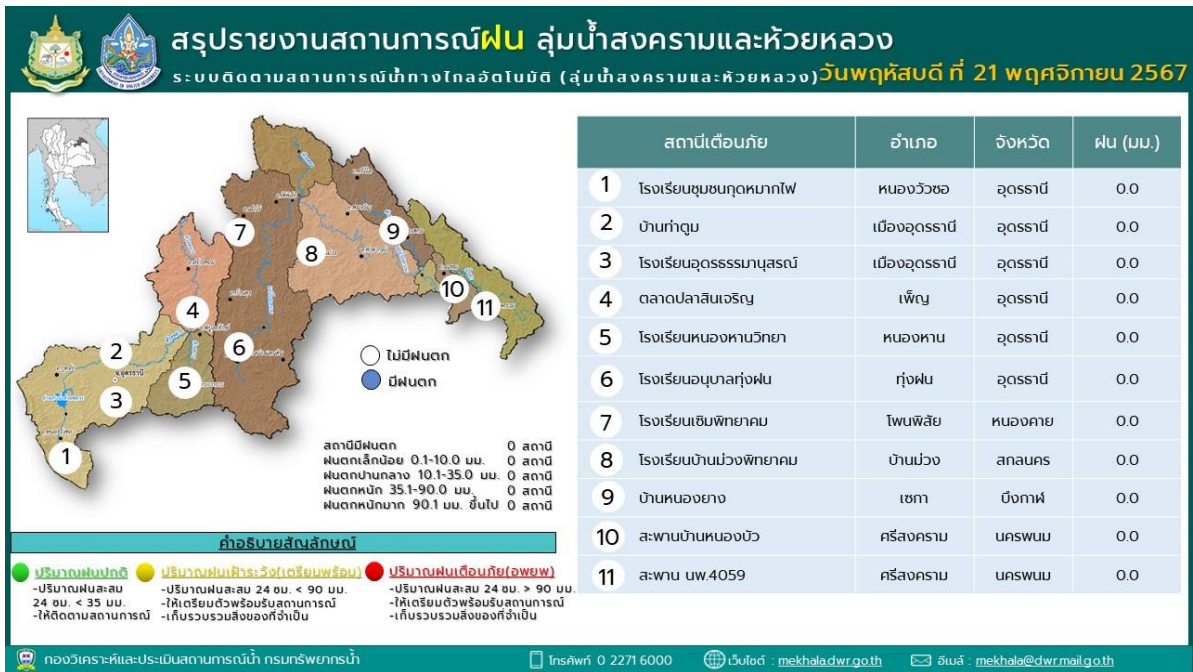 สรุปรายงานสถานการณ์ฝน ลุ่มน้ำสงครามและห้วยหลวง
ระบบติดตามสถานการณ์น้ำทางไกลอัตโนมัติ (ลุ่มน้ำสงครามและห้วยหลวง) วันพฤหัสบดี ที่ 21 พฤศจิกายน 2567
สถานีเตือนภัย อำเภอ จังหวัด ฝน (มม.)
1 โรงเรียนชุมชนกุดหมากไฟ หนองวัวซอ อุดรธานี 0.0
2 บ้านท่าตูม เมืองอุดรธานี อุดรธานี 0.0
3 โรงเรียนอุดรธรรมานุสรณ์ เมืองอุดรธานี อุดรธานี 0.0
4 ตลาดปลาสินเจริญ เพ็ญ อุดรธานี 0.0
5 โรงเรียนหนองหานวิทยา หนองหาน อุดรธานี 0.0
6 โรงเรียนอนุบาลทุ่งฝน ทุ่งฝน อุดรธานี 0.0
7 โรงเรียนเซิมพิทยาคม โพนพิสัย หนองคาย 0.0
8 โรงเรียนบ้านม่วงพิทยาคม บ้านม่วง สกลนคร 0.0
9 บ้านหนองยาง เซกา บึงกาฬ 0.0
10 สะพานบ้านหนองบัว ศรีสงคราม นครพนม 0.0
11 สะพาน นพ.4059 ศรีสงคราม นครพนม 0.0
7
9
8
10
11
4
2
6
5
3
1
ไม่มีฝนตก
มีฝนตก
สถานีมีฝนตก 0 สถานี
ฝนตกเล็กน้อย 0.1-10.0 มม. 0 สถานี
ฝนตกปานกลาง 10.1-35.0 มม. 0 สถานี
ฝนตกหนัก 35.1-90.0 มม. 0 สถานี
ฝนตกหนักมาก 90.1 มม. ขึ้นไป 0 สถานี
คำอธิบายสัญลักษณ์
ปริมาณฝนปกติ
-ปริมาณฝนสะสม
24 ชม. < 35 มม.
-ให้ติดตามสถานการณ์
ปริมาณฝนเฝ้าระวัง(เตรียมพร้อม)
-ปริมาณฝนสะสม 24 ชม. < 90 มม.
-ให้เตรียมตัวพร้อมรับสถานการณ์
-เก็บรวบรวมสิ่งของที่จำเป็น
ปริมาณฝนเตือนภัย(อพยพ)
-ปริมาณฝนสะสม 24 ชม. > 90 มม.
-ให้เตรียมตัวพร้อมรับสถานการณ์
-เก็บรวบรวมสิ่งของที่จำเป็น
กองวิเคราะห์และประเมินสถานการณ์น้ำ กรมทรัพยากรน้ำ โทรศัพท์ 0 2271 6000 เว็บไซต์ : mekhala.dwr.go.th อีเมล์ : mekhala@dwr.mail.go.th